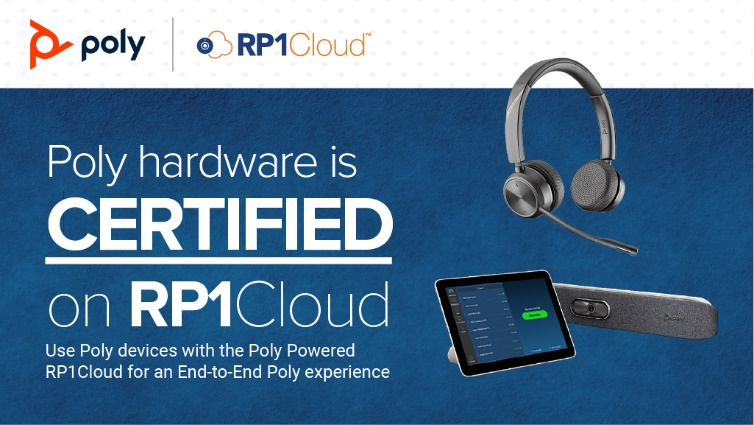 poly
RP1Cloud™
Poly hardware is
CERTIFIED
on RP1Cloud
Use Poly devices with the Poly Powered
RP1Cloud for an End-to-End Poly experience
poly